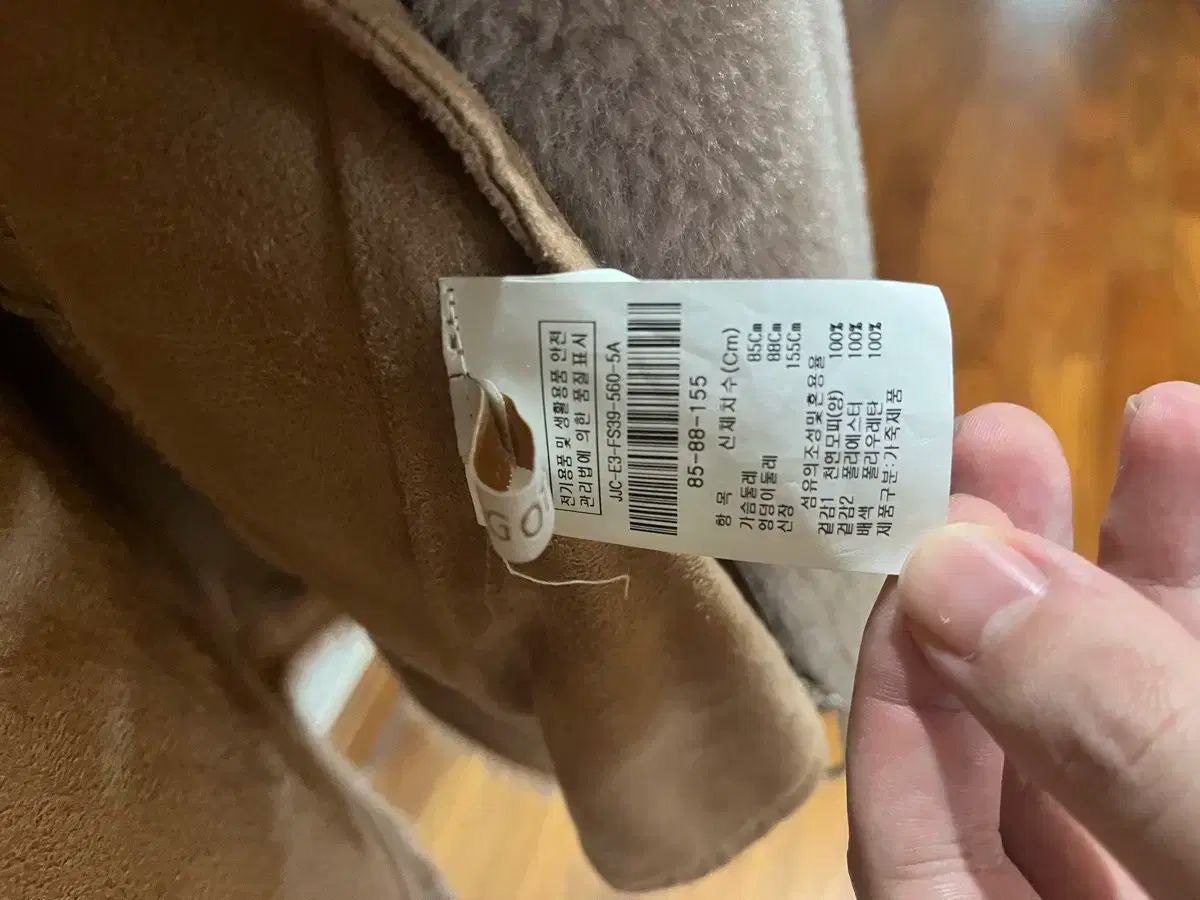 전기용품 및 생활용품 안전
관리법에 의한 품질표시
JJC-E3-FS39-560-5A
85-88-155
항 목 신체치수(Cm)
가슴둘레 85Cm
엉덩이둘레 88Cm
신장 155Cm
섬유의조성및혼용율
겉감1 천연모피(양) 100%
겉감2 폴리에스터 100%
배색 폴리우레탄 100%
제품구분:가죽제품
GO